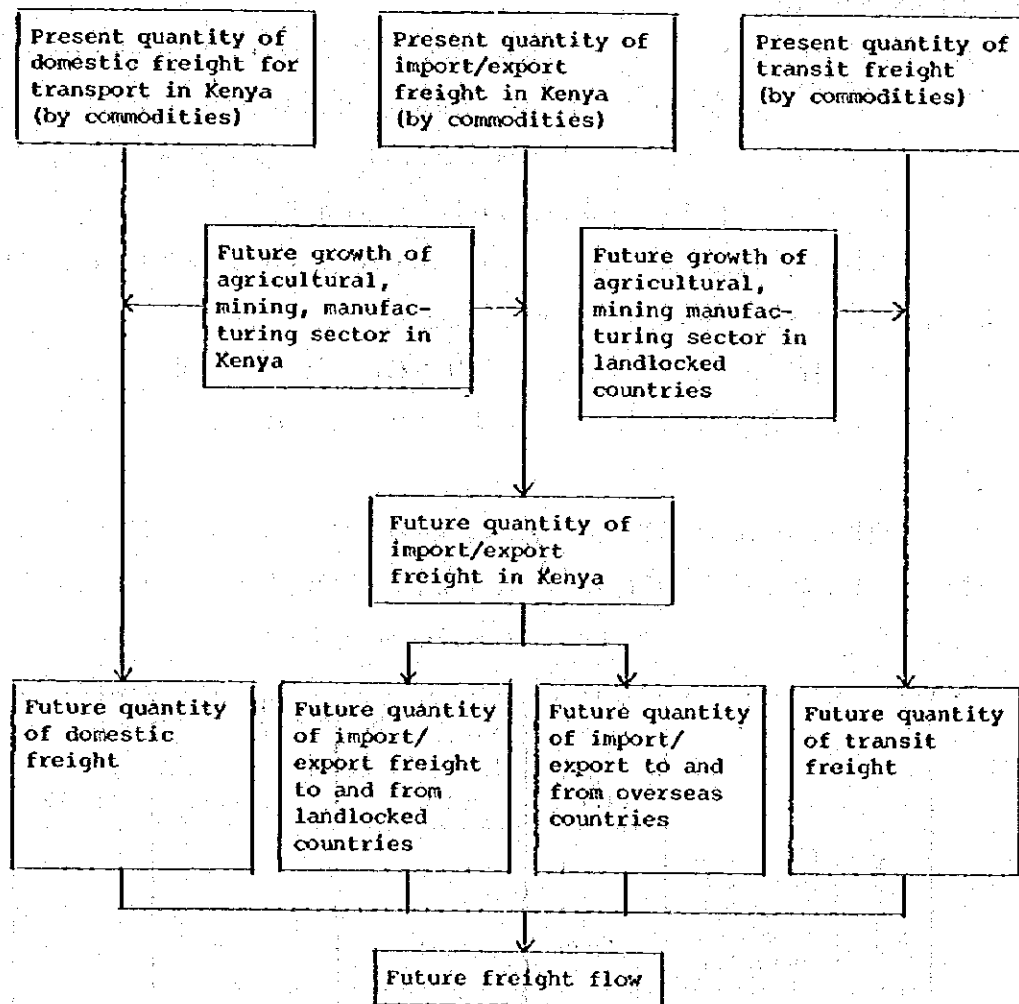 Present quantity of
domestic freight for
transport in Kenya
(by commodities)
Present quantity of
import/export
freight in Kenya
(by commodities)
Present quantity of
transit freight
(by commodities)
Future growth of
agricultural,
mining, manufac-
turing sector in
Kenya
Future growth of
agricultural,
mining manufac-
turing sector in
landlocked
countries
Future quantity of
import/export
freight in Kenya
Future quantity
of domestic
freight
Future quantity
of import/
export freight
to and from
landlocked
countries
Future quantity
of import/
export to and
from overseas
countries
Future quantity
of transit
freight
Future freight flow